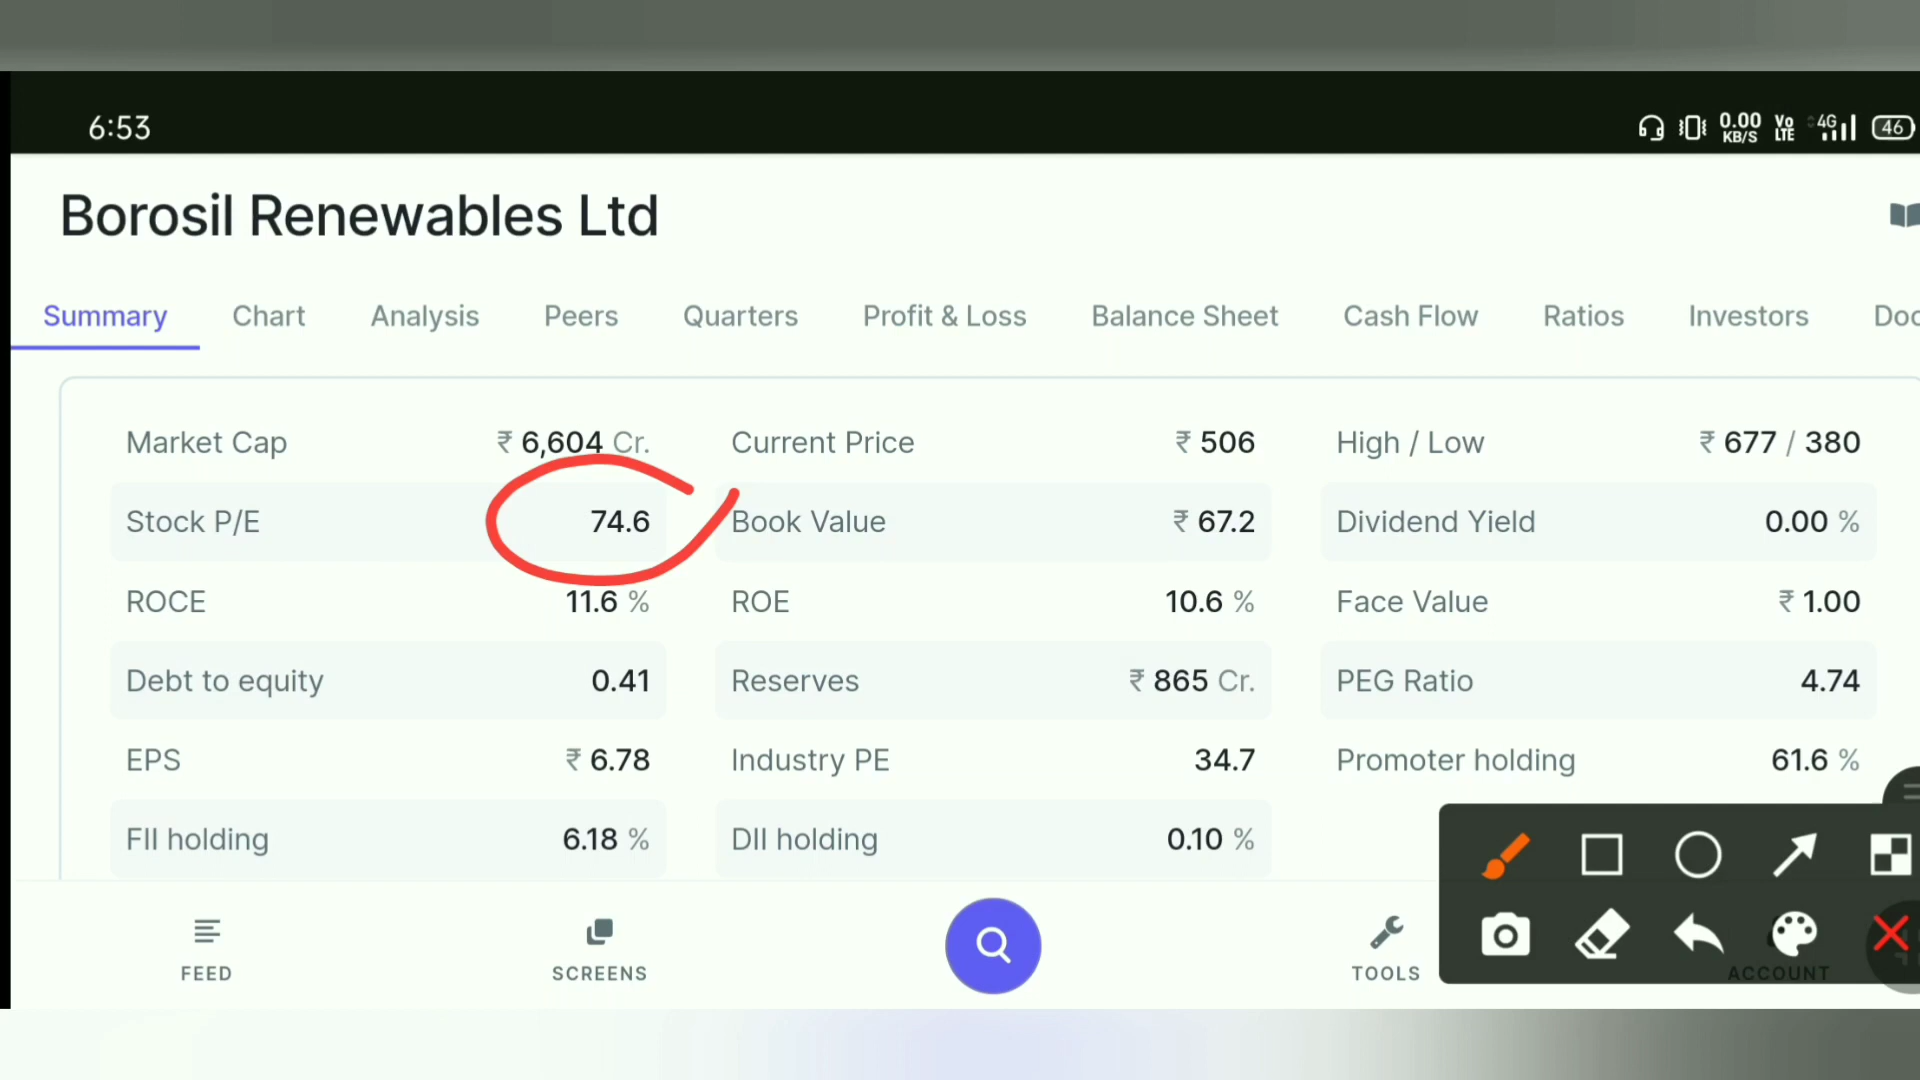 6:53 0.00 KB/S Vo LTE 4G 46
Borosil Renewables Ltd
Summary Chart Analysis Peers Quarters Profit & Loss Balance Sheet Cash Flow Ratios Investors Doc
Market Cap ₹ 6,604 Cr. Current Price ₹ 506 High / Low ₹ 677 / 380
Stock P/E 74.6 Book Value ₹ 67.2 Dividend Yield 0.00 %
ROCE 11.6 % ROE 10.6 % Face Value ₹ 1.00
Debt to equity 0.41 Reserves ₹ 865 Cr. PEG Ratio 4.74
EPS ₹ 6.78 Industry PE 34.7 Promoter holding 61.6 %
FII holding 6.18 % DII holding 0.10 %
FEED SCREENS TOOLS ACCOUNT